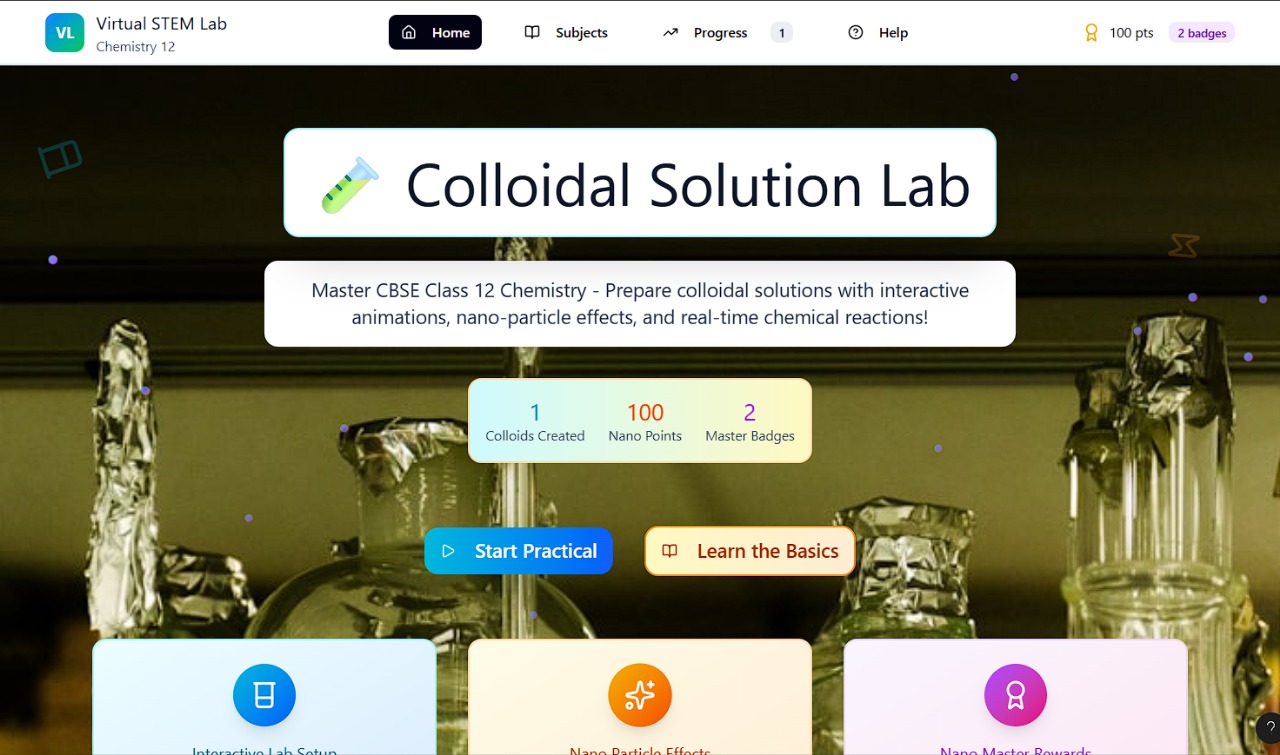 VL
Virtual STEM Lab
Chemistry 12
Home
Subjects
Progress
1
Help
100 pts
2 badges
Colloidal Solution Lab
Master CBSE Class 12 Chemistry - Prepare colloidal solutions with interactive
animations, nano-particle effects, and real-time chemical reactions!
1
Colloids Created
100
Nano Points
2
Master Badges
Start Practical
Learn the Basics
Interactive Lab Setup
Nano Particle Effects
Nano Master Rewards
?